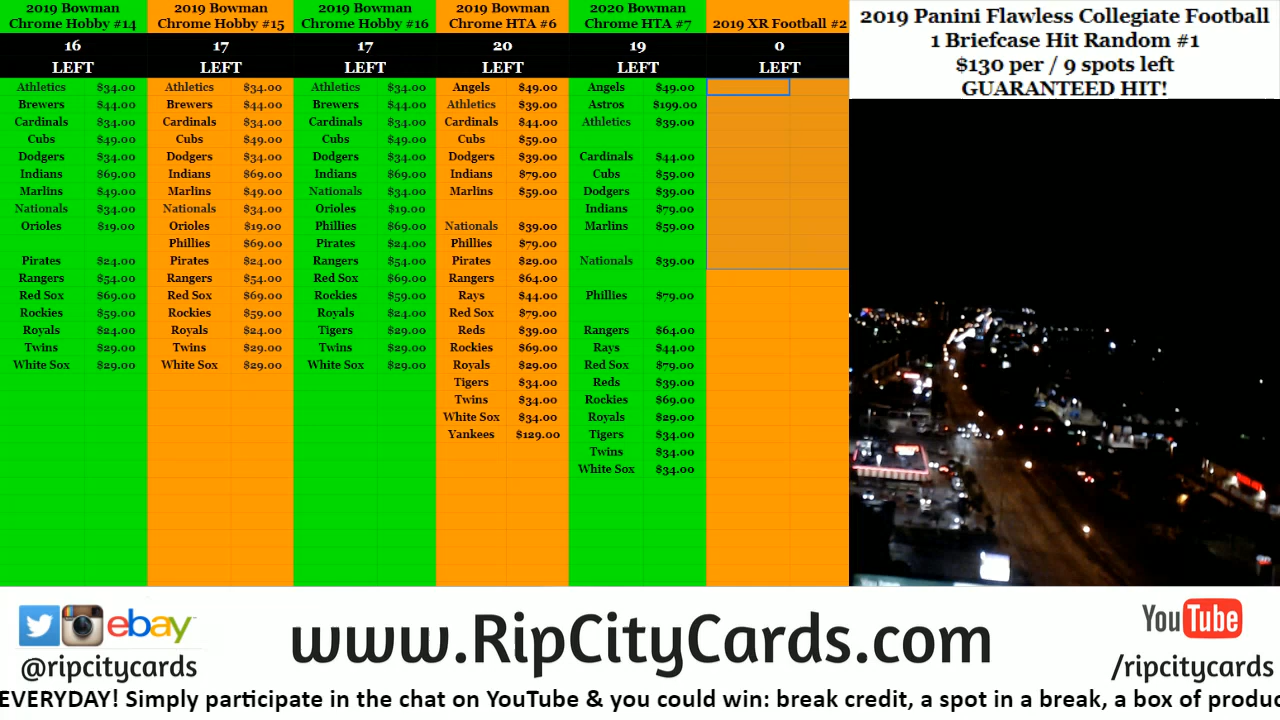 2019 Bowman
Chrome Hobby #14
16
LEFT
Athletics $34.00
Brewers $44.00
Cardinals $34.00
Cubs $49.00
Dodgers $34.00
Indians $69.00
Marlins $49.00
Nationals $34.00
Orioles $19.00
Pirates $24.00
Rangers $54.00
Red Sox $69.00
Rockies $59.00
Royals $24.00
Twins $29.00
White Sox $29.00
2019 Bowman
Chrome Hobby #15
17
LEFT
Athletics $34.00
Brewers $44.00
Cardinals $34.00
Cubs $49.00
Dodgers $34.00
Indians $69.00
Marlins $49.00
Nationals $34.00
Orioles $19.00
Phillies $69.00
Pirates $24.00
Rangers $54.00
Red Sox $69.00
Rockies $59.00
Royals $24.00
Twins $29.00
White Sox $29.00
2019 Bowman
Chrome Hobby #16
17
LEFT
Athletics $34.00
Brewers $44.00
Cardinals $34.00
Cubs $49.00
Dodgers $34.00
Indians $69.00
Nationals $34.00
Orioles $19.00
Phillies $69.00
Pirates $24.00
Rangers $54.00
Red Sox $69.00
Rockies $59.00
Royals $24.00
Tigers $29.00
Twins $29.00
White Sox $29.00
2019 Bowman
Chrome HTA #6
20
LEFT
Angels $49.00
Athletics $39.00
Cardinals $44.00
Cubs $59.00
Dodgers $39.00
Indians $79.00
Marlins $59.00
Nationals $39.00
Phillies $79.00
Pirates $29.00
Rangers $64.00
Rays $44.00
Red Sox $79.00
Reds $39.00
Rockies $69.00
Royals $29.00
Tigers $34.00
Twins $34.00
White Sox $34.00
Yankees $129.00
2020 Bowman
Chrome HTA #7
19
LEFT
Angels $49.00
Astros $199.00
Athletics $39.00
Cardinals $44.00
Cubs $59.00
Dodgers $39.00
Indians $79.00
Marlins $59.00
Nationals $39.00
Phillies $79.00
Rangers $64.00
Rays $44.00
Red Sox $79.00
Reds $39.00
Rockies $69.00
Royals $29.00
Tigers $34.00
Twins $34.00
White Sox $34.00
2019 XR Football #2
0
LEFT
2019 Panini Flawless Collegiate Football
1 Briefcase Hit Random #1
$130 per / 9 spots left
GUARANTEED HIT!
ebay
@ripcitycards
www.RipCityCards.com
YouTube
/ripcitycards
EVERYDAY! Simply participate in the chat on YouTube & you could win: break credit, a spot in a break, a box of produc